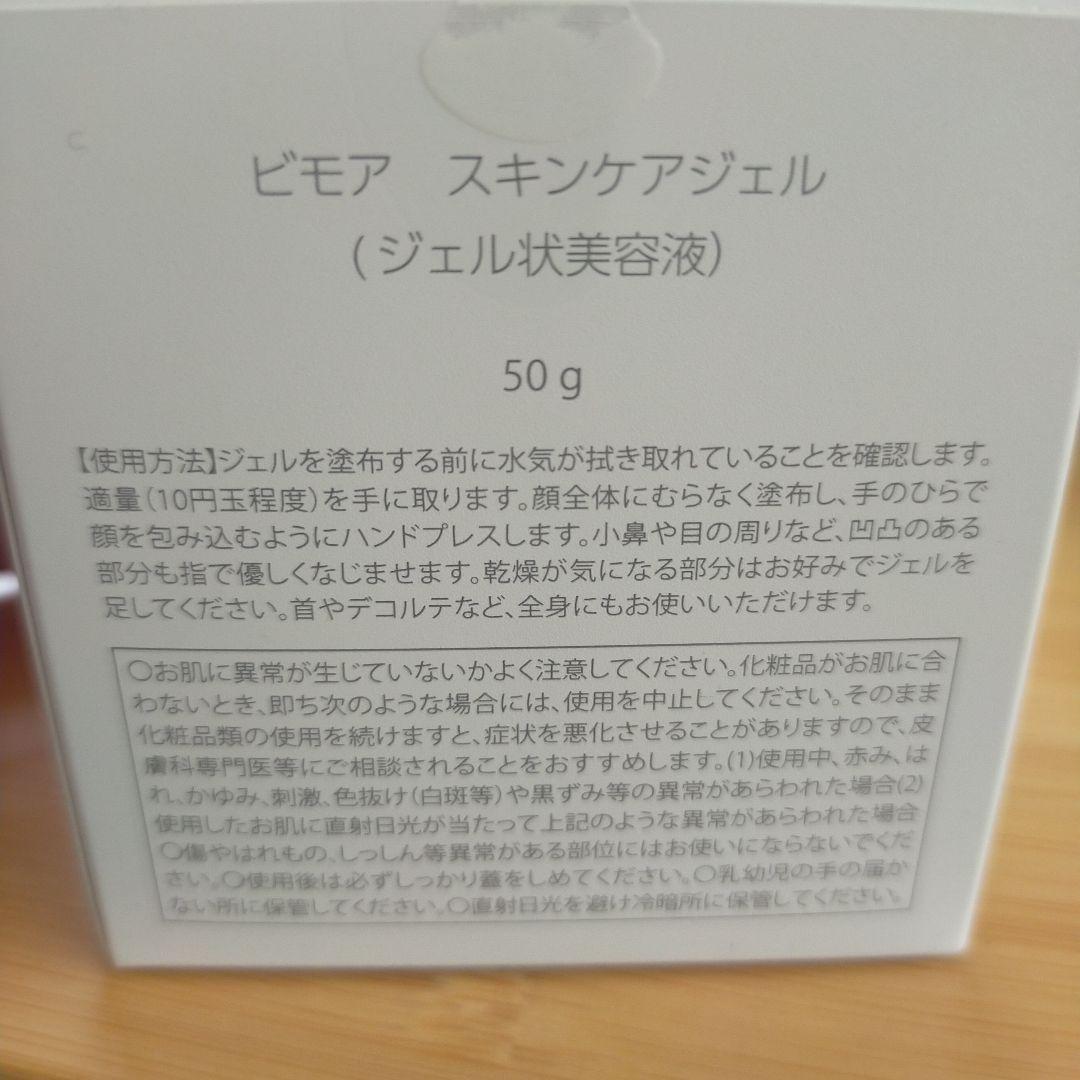 ビモア　スキンケアジェル
(ジェル状美容液)
50 g
【使用方法】ジェルを塗布する前に水気が拭き取れていることを確認します。
適量(10円玉程度)を手に取ります。顔全体にむらなく塗布し、手のひらで
顔を包み込むようにハンドプレスします。小鼻や目の周りなど、凹凸のある
部分も指で優しくなじませます。乾燥が気になる部分はお好みでジェルを
足してください。首やデコルテなど、全身にもお使いいただけます。
○お肌に異常が生じていないかよく注意してください。化粧品がお肌に合
わないとき、即ち次のような場合には、使用を中止してください。そのまま
化粧品類の使用を続けますと、症状を悪化させることがありますので、皮
膚科専門医等にご相談されることをおすすめします。(1)使用中、赤み、は
れ、かゆみ、刺激、色抜け(白斑等)や黒ずみ等の異常があらわれた場合(2)
使用したお肌に直射日光が当たって上記のような異常があらわれた場合
○傷やはれもの、しっしん等異常がある部位にはお使いにならないでくだ
さい。○使用後は必ずしっかり蓋をしめてください。○乳幼児の手の届か
ない所に保管してください。○直射日光を避け冷暗所に保管してください。